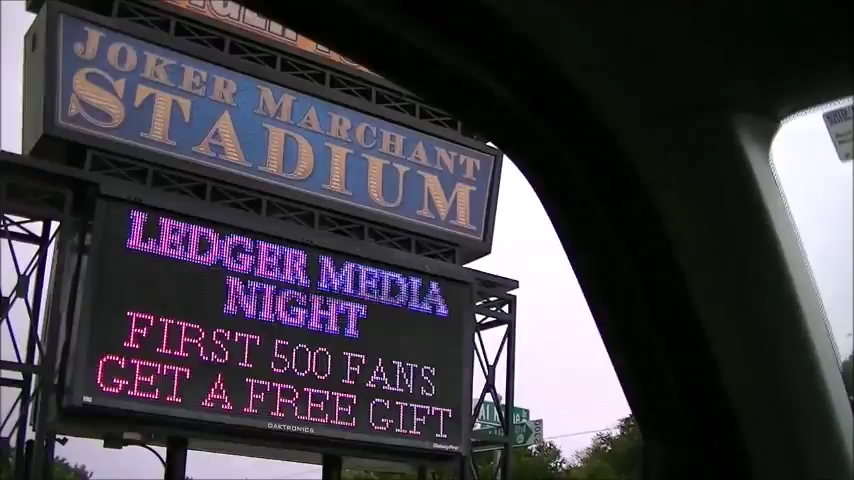 JOKER MARCHANT
STADIUM
LEDGER MEDIA
NIGHT
FIRST 500 FANS
GET A FREE GIFT
DAKTRONICS